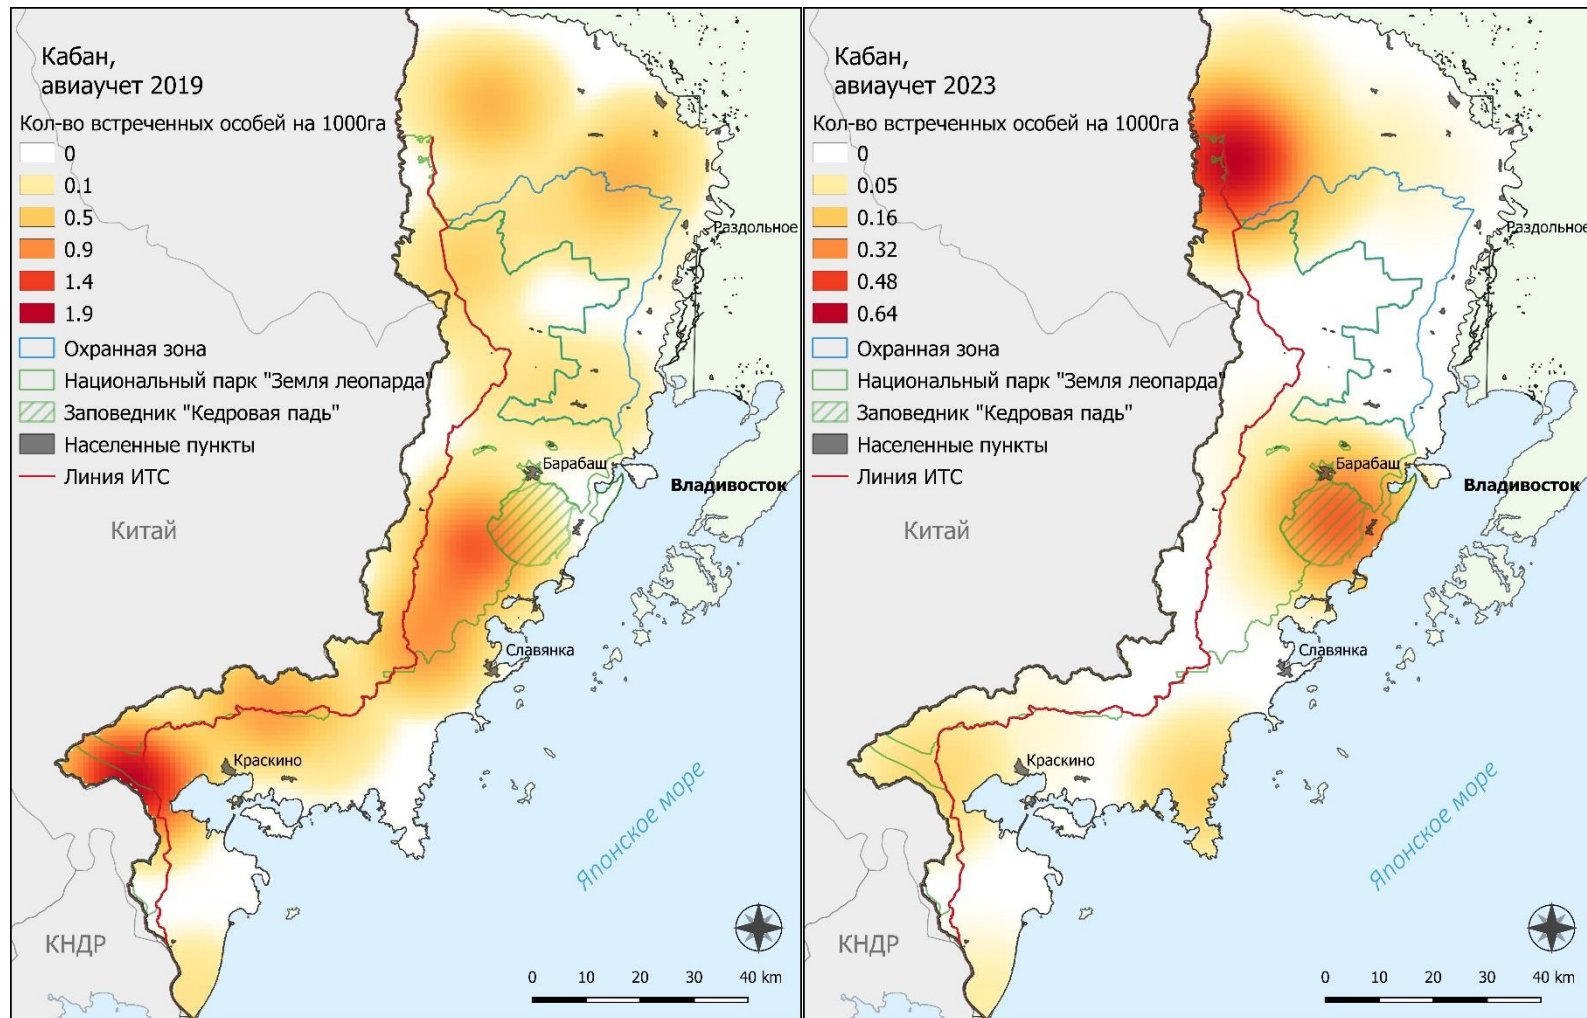 Кабан,
авиаучет 2019
Кол-во встреченных особей на 1000га
0
0.1
0.5
0.9
1.4
1.9
Охранная зона
Национальный парк "Земля леопарда"
Заповедник "Кедровая падь"
Населенные пункты
Линия ИТС
Китай
КНДР
Раздольное
Барабаш
Владивосток
Славянка
Краскино
Японское море
0 10 20 30 40 km
Кабан,
авиаучет 2023
Кол-во встреченных особей на 1000га
0
0.05
0.16
0.32
0.48
0.64
Охранная зона
Национальный парк "Земля леопарда"
Заповедник "Кедровая падь"
Населенные пункты
Линия ИТС
Китай
КНДР
Раздольное
Барабаш
Владивосток
Славянка
Краскино
Японское море
0 10 20 30 40 km